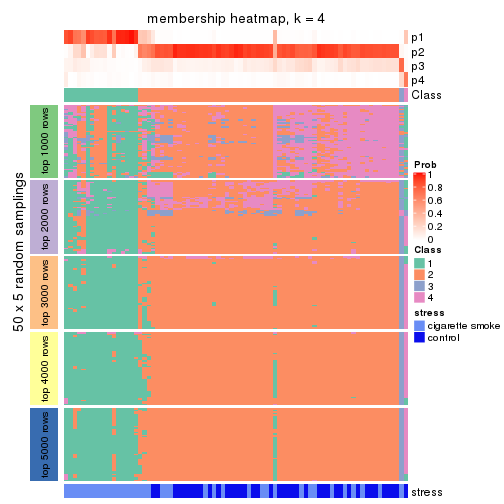 membership heatmap, k = 4
p1
p2
p3
p4
Class
50 x 5 random samplings
top 1000 rows
top 2000 rows
top 3000 rows
top 4000 rows
top 5000 rows
Prob
1
0.8
0.6
0.4
0.2
0
Class
1
2
3
4
stress
cigarette smoke
control
stress